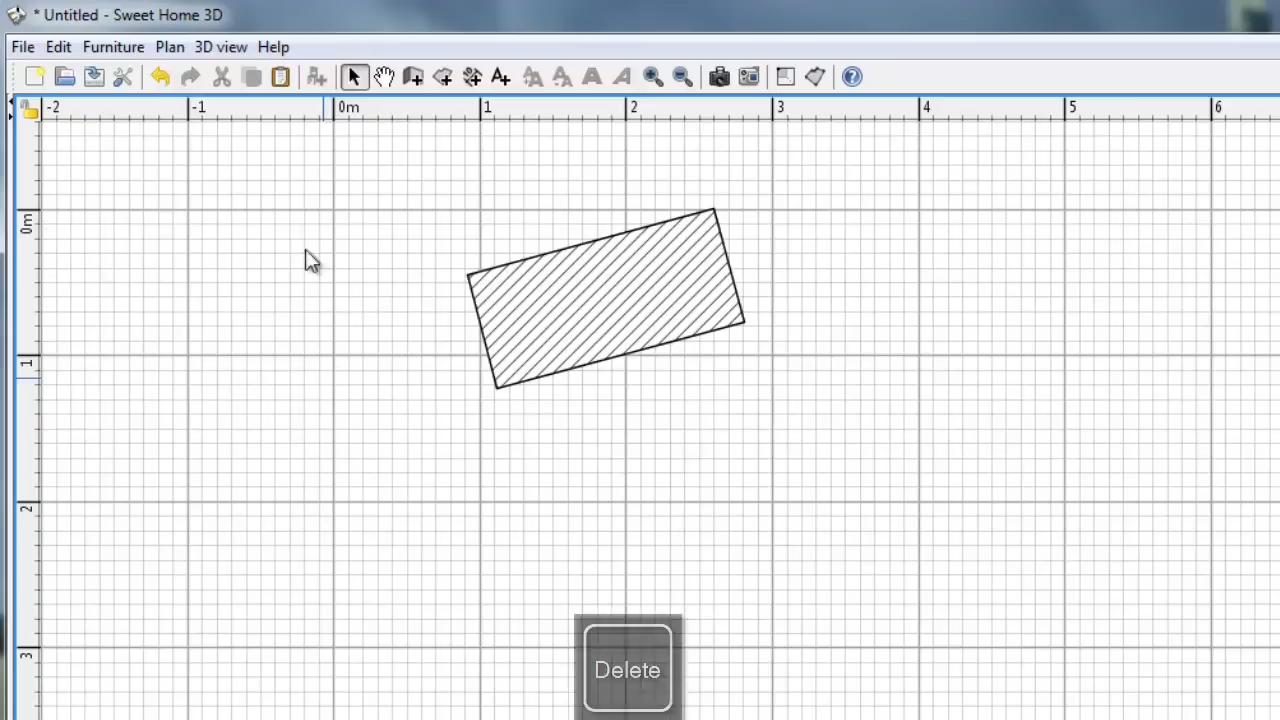 * Untitled - Sweet Home 3D
File Edit Furniture Plan 3D view Help
-2 -1 0m 1 2 3 4 5 6
0m
1
2
3
Delete